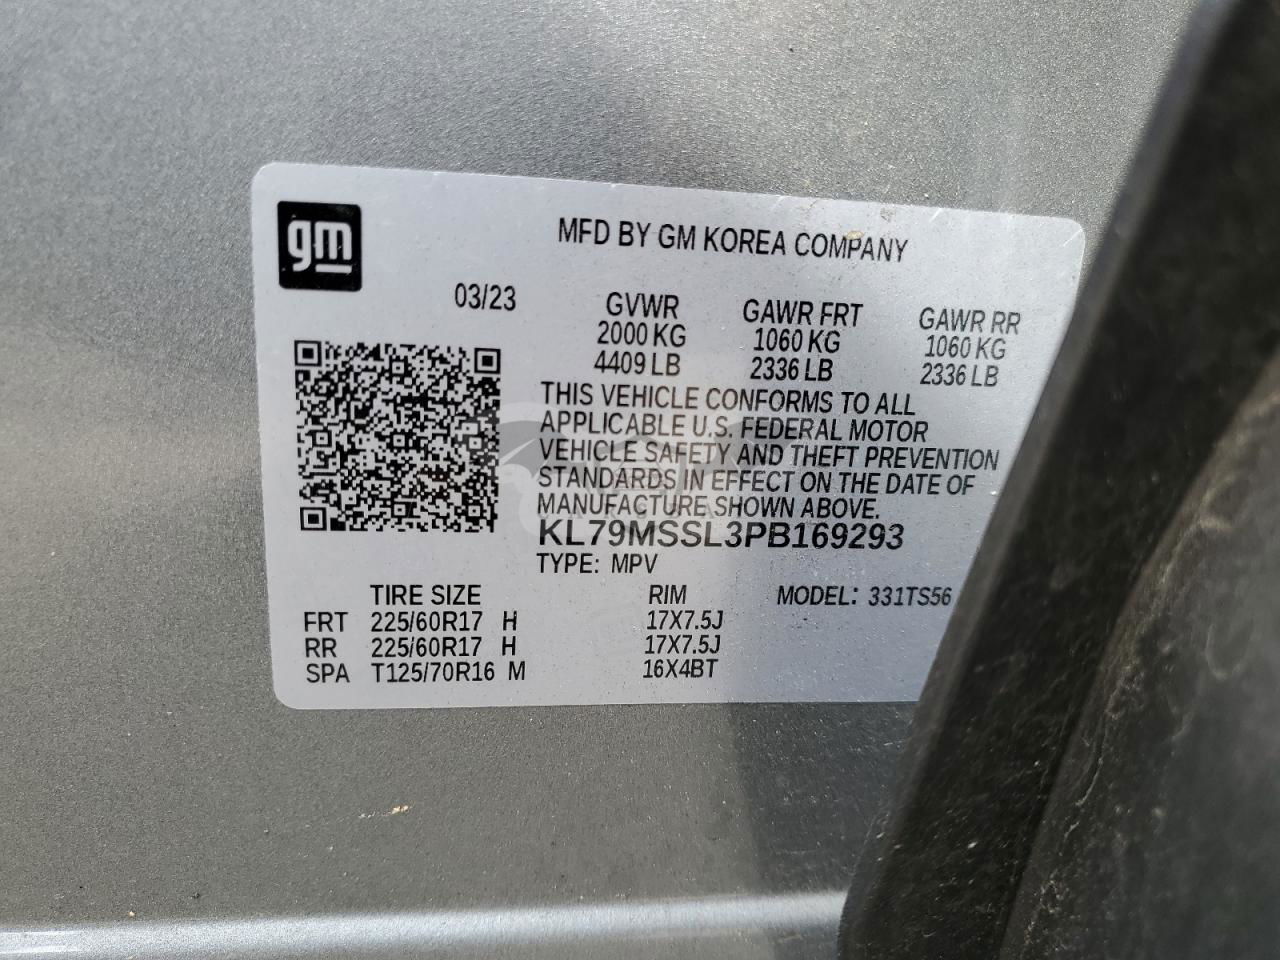 gm
MFD BY GM KOREA COMPANY
03/23
GVWR GAWR FRT GAWR RR
2000 KG 1060 KG 1060 KG
4409 LB 2336 LB 2336 LB
THIS VEHICLE CONFORMS TO ALL
APPLICABLE U.S. FEDERAL MOTOR
VEHICLE SAFETY AND THEFT PREVENTION
STANDARDS IN EFFECT ON THE DATE OF
MANUFACTURE SHOWN ABOVE.
KL79MSSL3PB169293
TYPE: MPV
TIRE SIZE RIM MODEL: 331TS56
FRT 225/60R17 H 17X7.5J
RR 225/60R17 H 17X7.5J
SPA T125/70R16 M 16X4BT